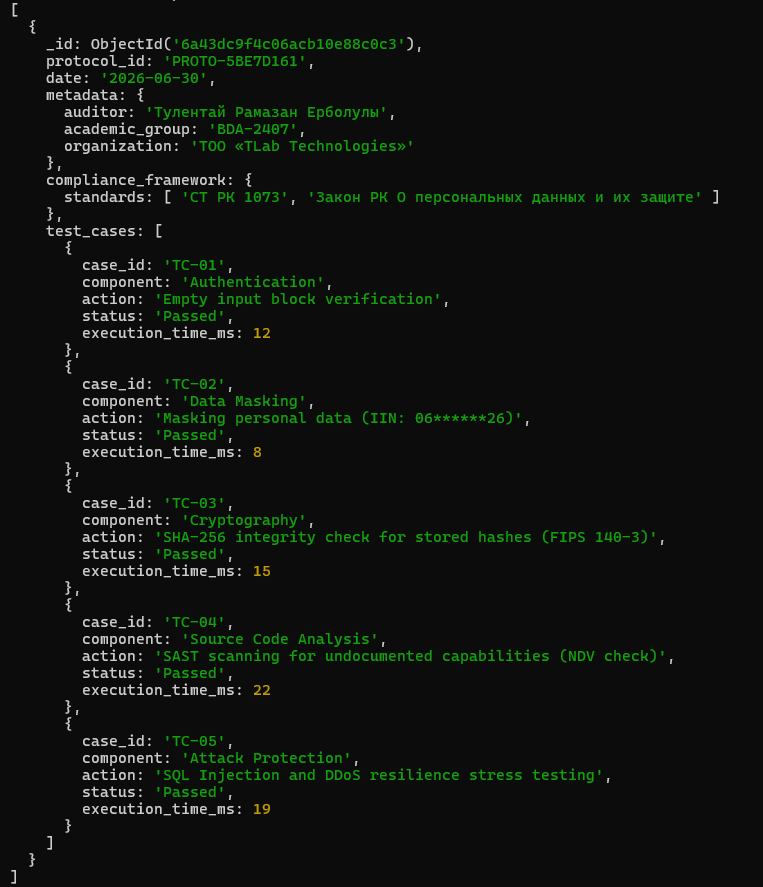 [
  {
    _id: ObjectId('6a43dc9f4c06acb10e88c0c3'),
    protocol_id: 'PROTO-5BE7D161',
    date: '2026-06-30',
    metadata: {
      auditor: 'Тулентай Рамазан Ерболулы',
      academic_group: 'BDA-2407',
      organization: 'ТОО «TLab Technologies»'
    },
    compliance_framework: {
      standards: [ 'СТ РК 1073', 'Закон РК О персональных данных и их защите' ]
    },
    test_cases: [
      {
        case_id: 'TC-01',
        component: 'Authentication',
        action: 'Empty input block verification',
        status: 'Passed',
        execution_time_ms: 12
      },
      {
        case_id: 'TC-02',
        component: 'Data Masking',
        action: 'Masking personal data (IIN: 06******26)',
        status: 'Passed',
        execution_time_ms: 8
      },
      {
        case_id: 'TC-03',
        component: 'Cryptography',
        action: 'SHA-256 integrity check for stored hashes (FIPS 140-3)',
        status: 'Passed',
        execution_time_ms: 15
      },
      {
        case_id: 'TC-04',
        component: 'Source Code Analysis',
        action: 'SAST scanning for undocumented capabilities (NDV check)',
        status: 'Passed',
        execution_time_ms: 22
      },
      {
        case_id: 'TC-05',
        component: 'Attack Protection',
        action: 'SQL Injection and DDoS resilience stress testing',
        status: 'Passed',
        execution_time_ms: 19
      }
    ]
  }
]